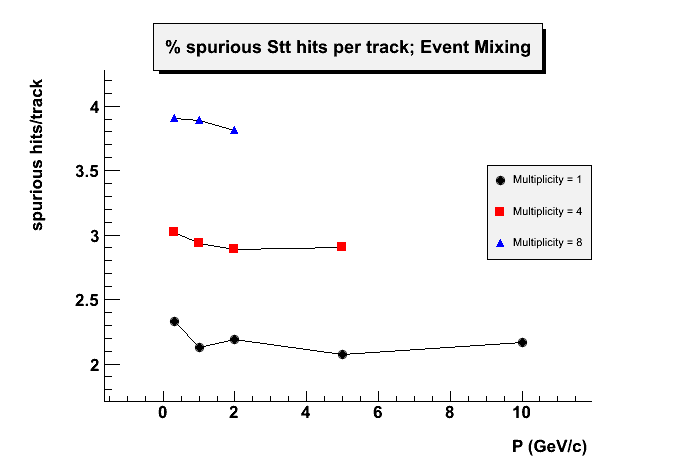 % spurious Stt hits per track; Event Mixing
spurious hits/track
4
3.5
3
2.5
2
Multiplicity = 1
Multiplicity = 4
Multiplicity = 8
0 2 4 6 8 10
P (GeV/c)